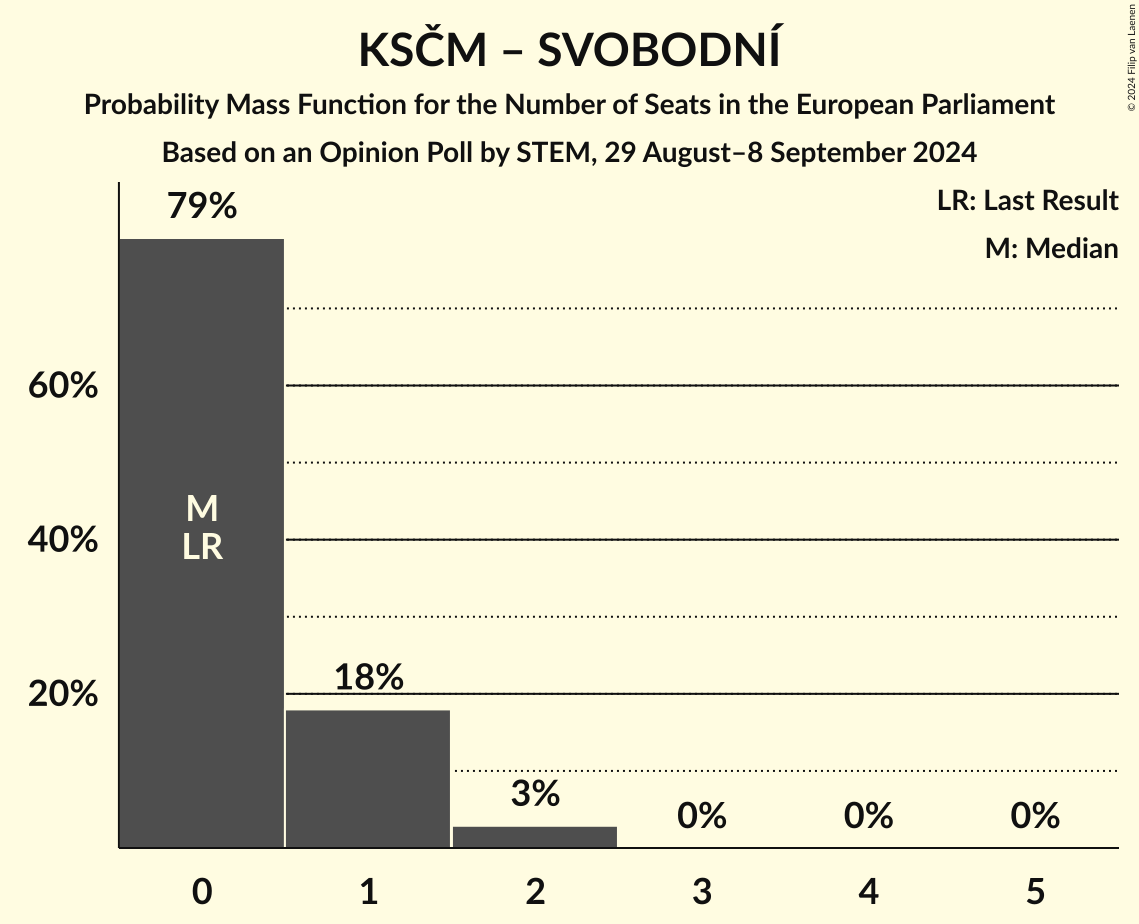 KSČM – SVOBODNÍ
Probability Mass Function for the Number of Seats in the European Parliament
Based on an Opinion Poll by STEM, 29 August–8 September 2024
© 2024 Filip van Laenen
LR: Last Result
M: Median
79%
60%
40%
20%
M
LR
18%
3%
0%
0%
0%
0
1
2
3
4
5